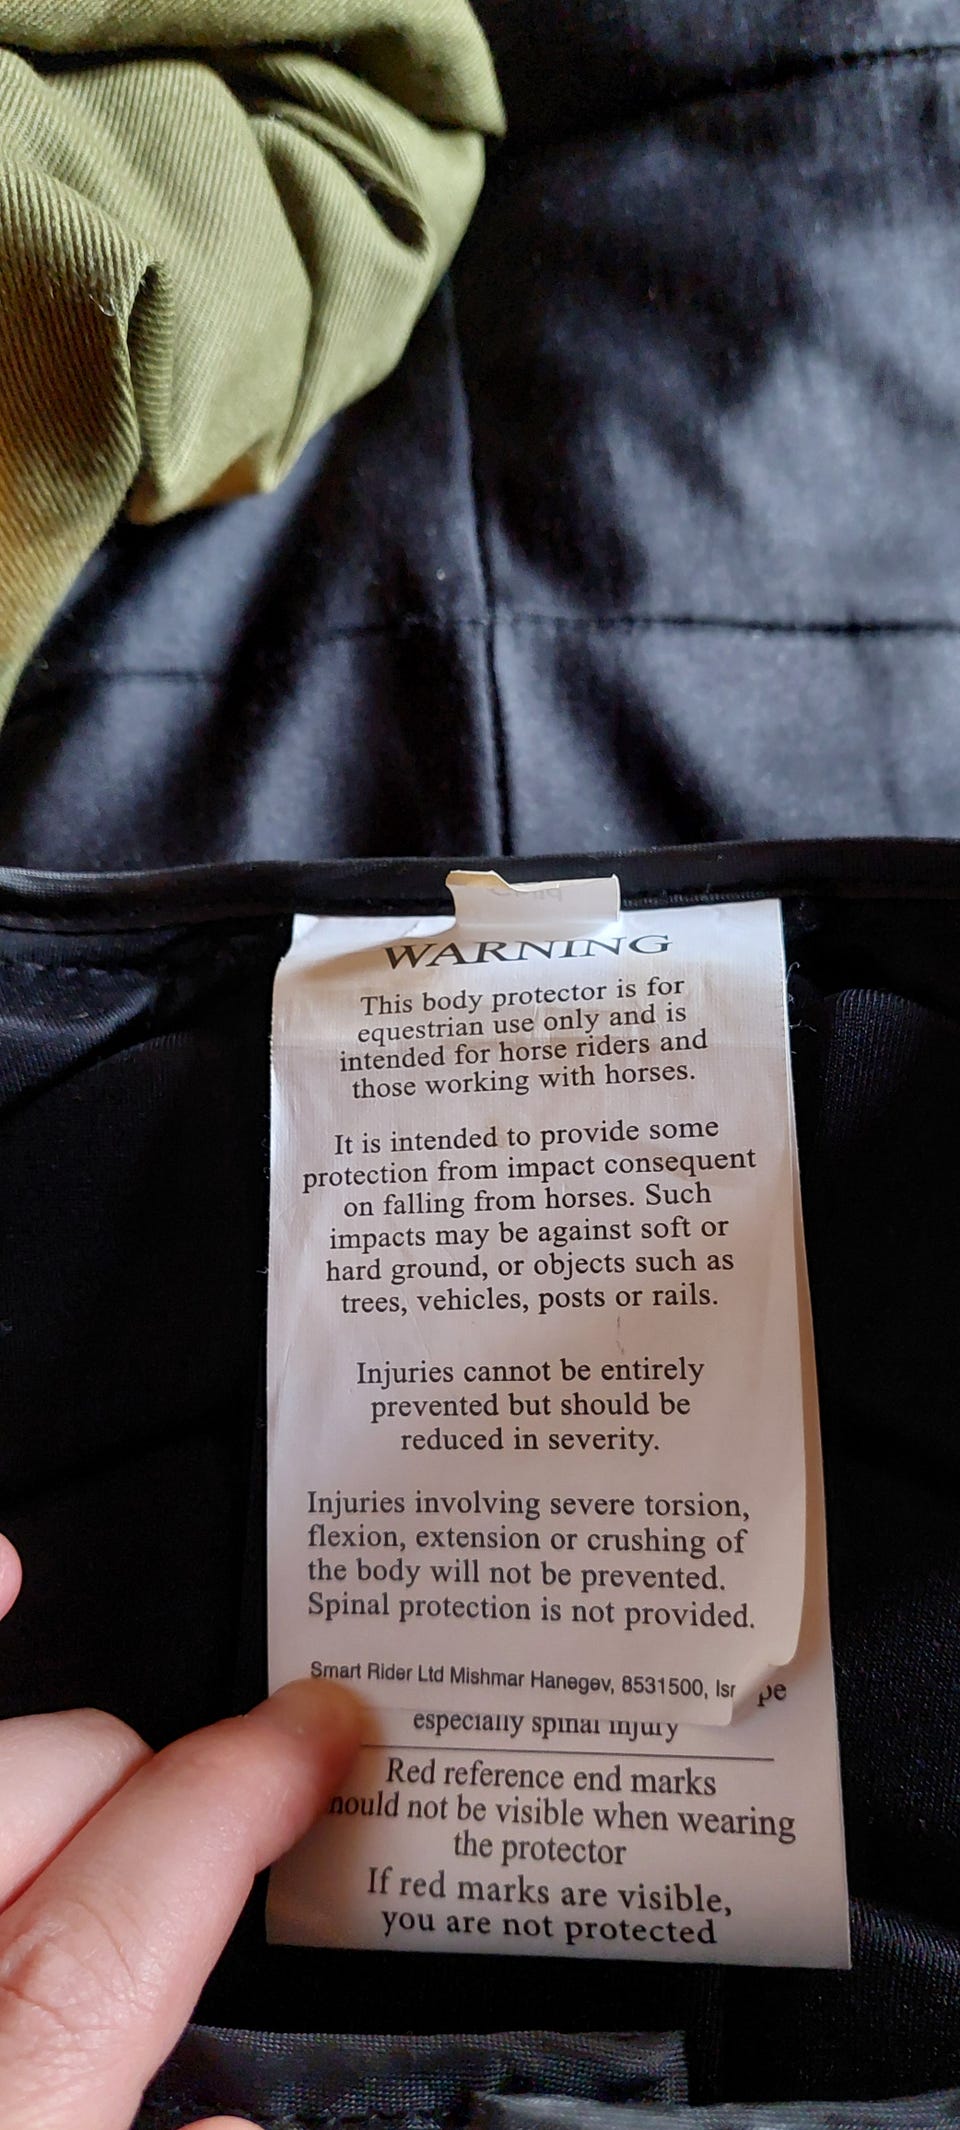 WARNING
This body protector is for
equestrian use only and is
intended for horse riders and
those working with horses.
It is intended to provide some
protection from impact consequent
on falling from horses. Such
impacts may be against soft or
hard ground, or objects such as
trees, vehicles, posts or rails.
Injuries cannot be entirely
prevented but should be
reduced in severity.
Injuries involving severe torsion,
flexion, extension or crushing of
the body will not be prevented.
Spinal protection is not provided.
Smart Rider Ltd Mishmar Hanegev, 8531500, Isr
especially spinal injury
Red reference end marks
hould not be visible when wearing
the protector
If red marks are visible,
you are not protected